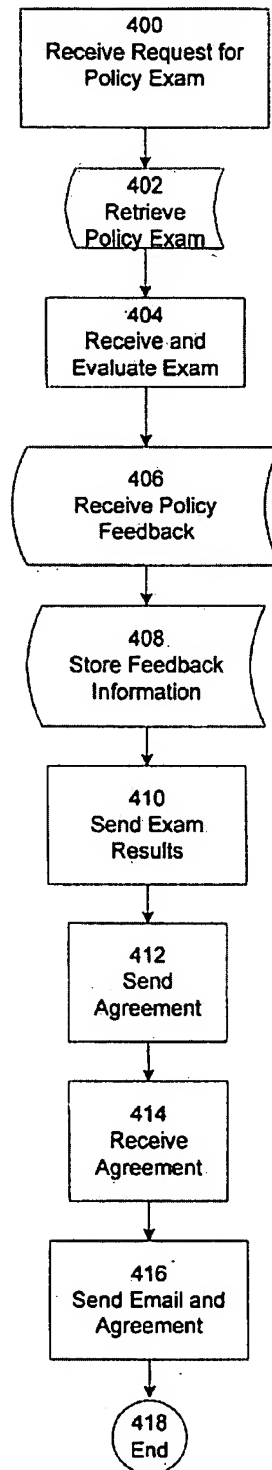 400
Receive Request for
Policy Exam
402
Retrieve
Policy Exam
404
Receive and
Evaluate Exam
406
Receive Policy
Feedback
408
Store Feedback
Information
410
Send Exam
Results
412
Send
Agreement
414
Receive
Agreement
416
Send Email and
Agreement
418
End